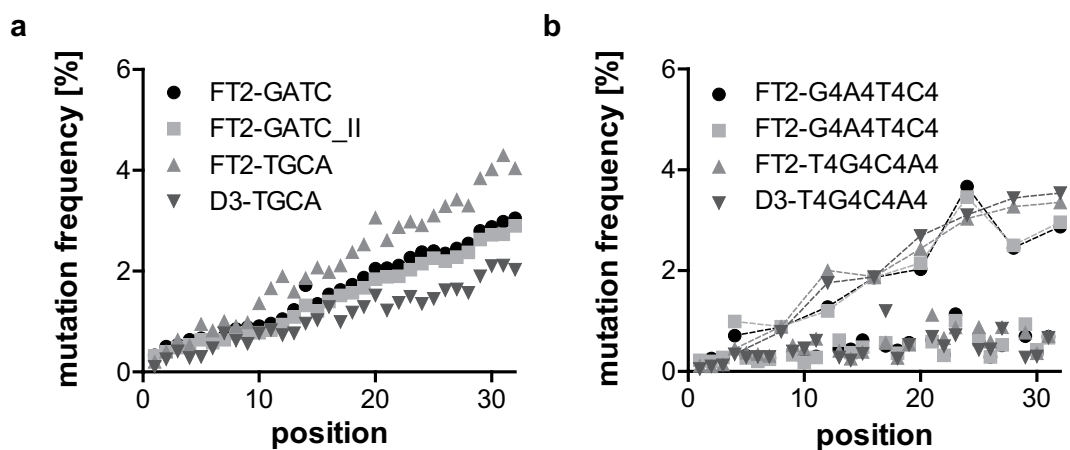 a
mutation frequency [%]
6
4
2
0
FT2-GATC
FT2-GATC_II
FT2-TGCA
D3-TGCA
0 10 20 30
position
b
mutation frequency [%]
6
4
2
0
FT2-G4A4T4C4
FT2-G4A4T4C4
FT2-T4G4C4A4
D3-T4G4C4A4
0 10 20 30
position